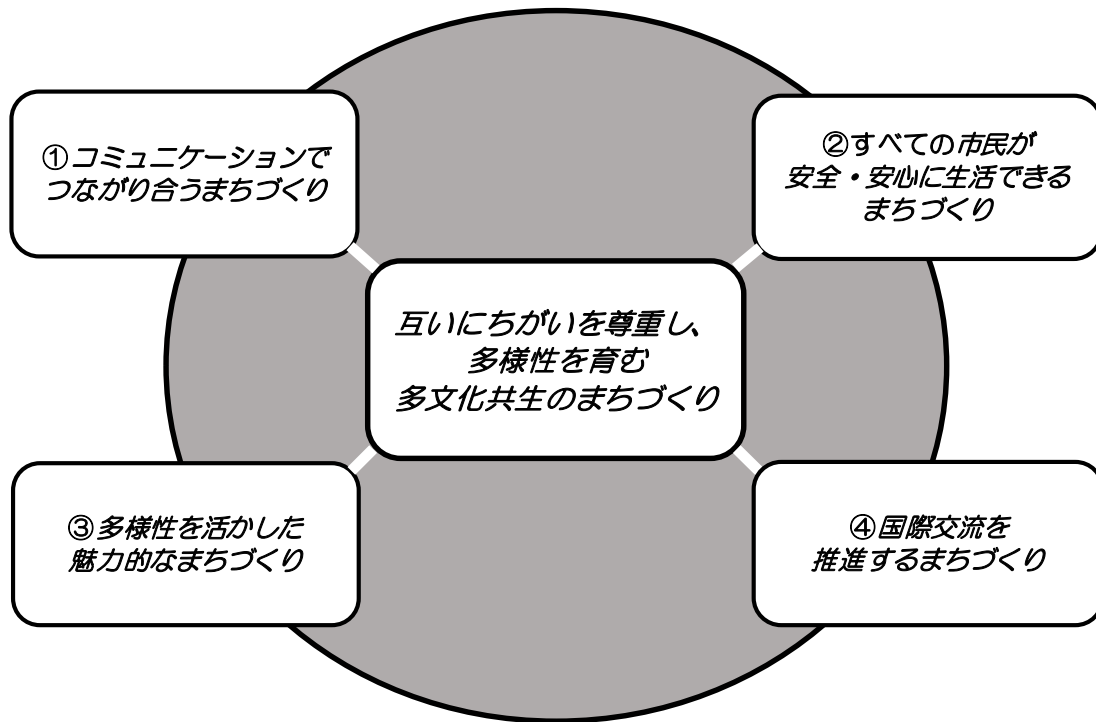 ①コミュニケーションで
つながり合うまちづくり
②すべての市民が
安全・安心に生活できる
まちづくり
互いにちがいを尊重し、
多様性を育む
多文化共生のまちづくり
③多様性を活かした
魅力的なまちづくり
④国際交流を
推進するまちづくり